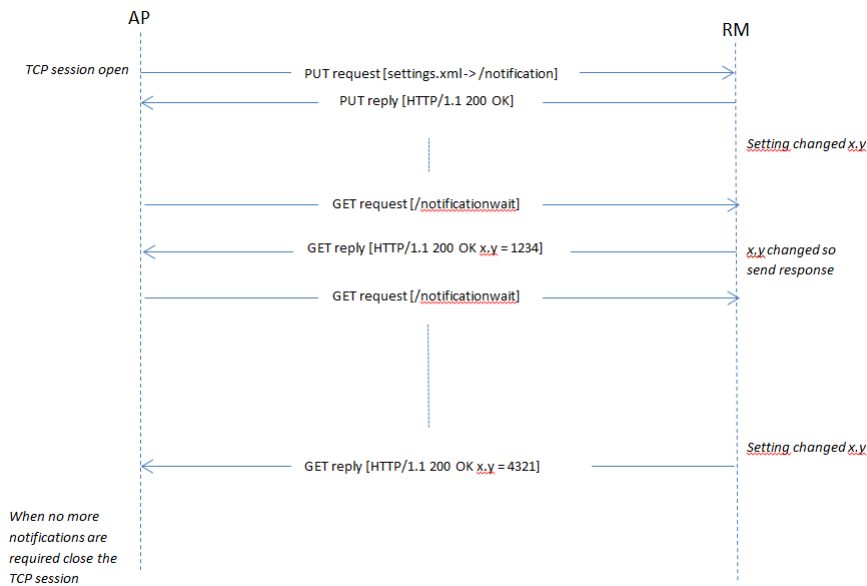 AP
RM
TCP session open
PUT request [settings.xml -> /notification]
PUT reply [HTTP/1.1 200 OK]
Setting changed x.y
GET request [/notificationwait]
GET reply [HTTP/1.1 200 OK x.y = 1234]
x.y changed so
send response
GET request [/notificationwait]
Setting changed x.y
GET reply [HTTP/1.1 200 OK x.y = 4321]
When no more
notifications are
required close the
TCP session